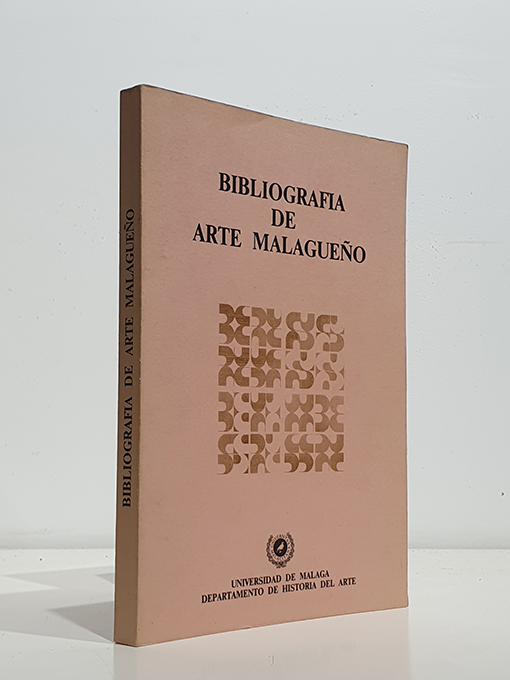 BIBLIOGRAFIA DE ARTE MALAGUEÑO
BIBLIOGRAFIA
DE
ARTE MALAGUEÑO
UNIVERSIDAD DE MALAGA
DEPARTAMENTO DE HISTORIA DEL ARTE